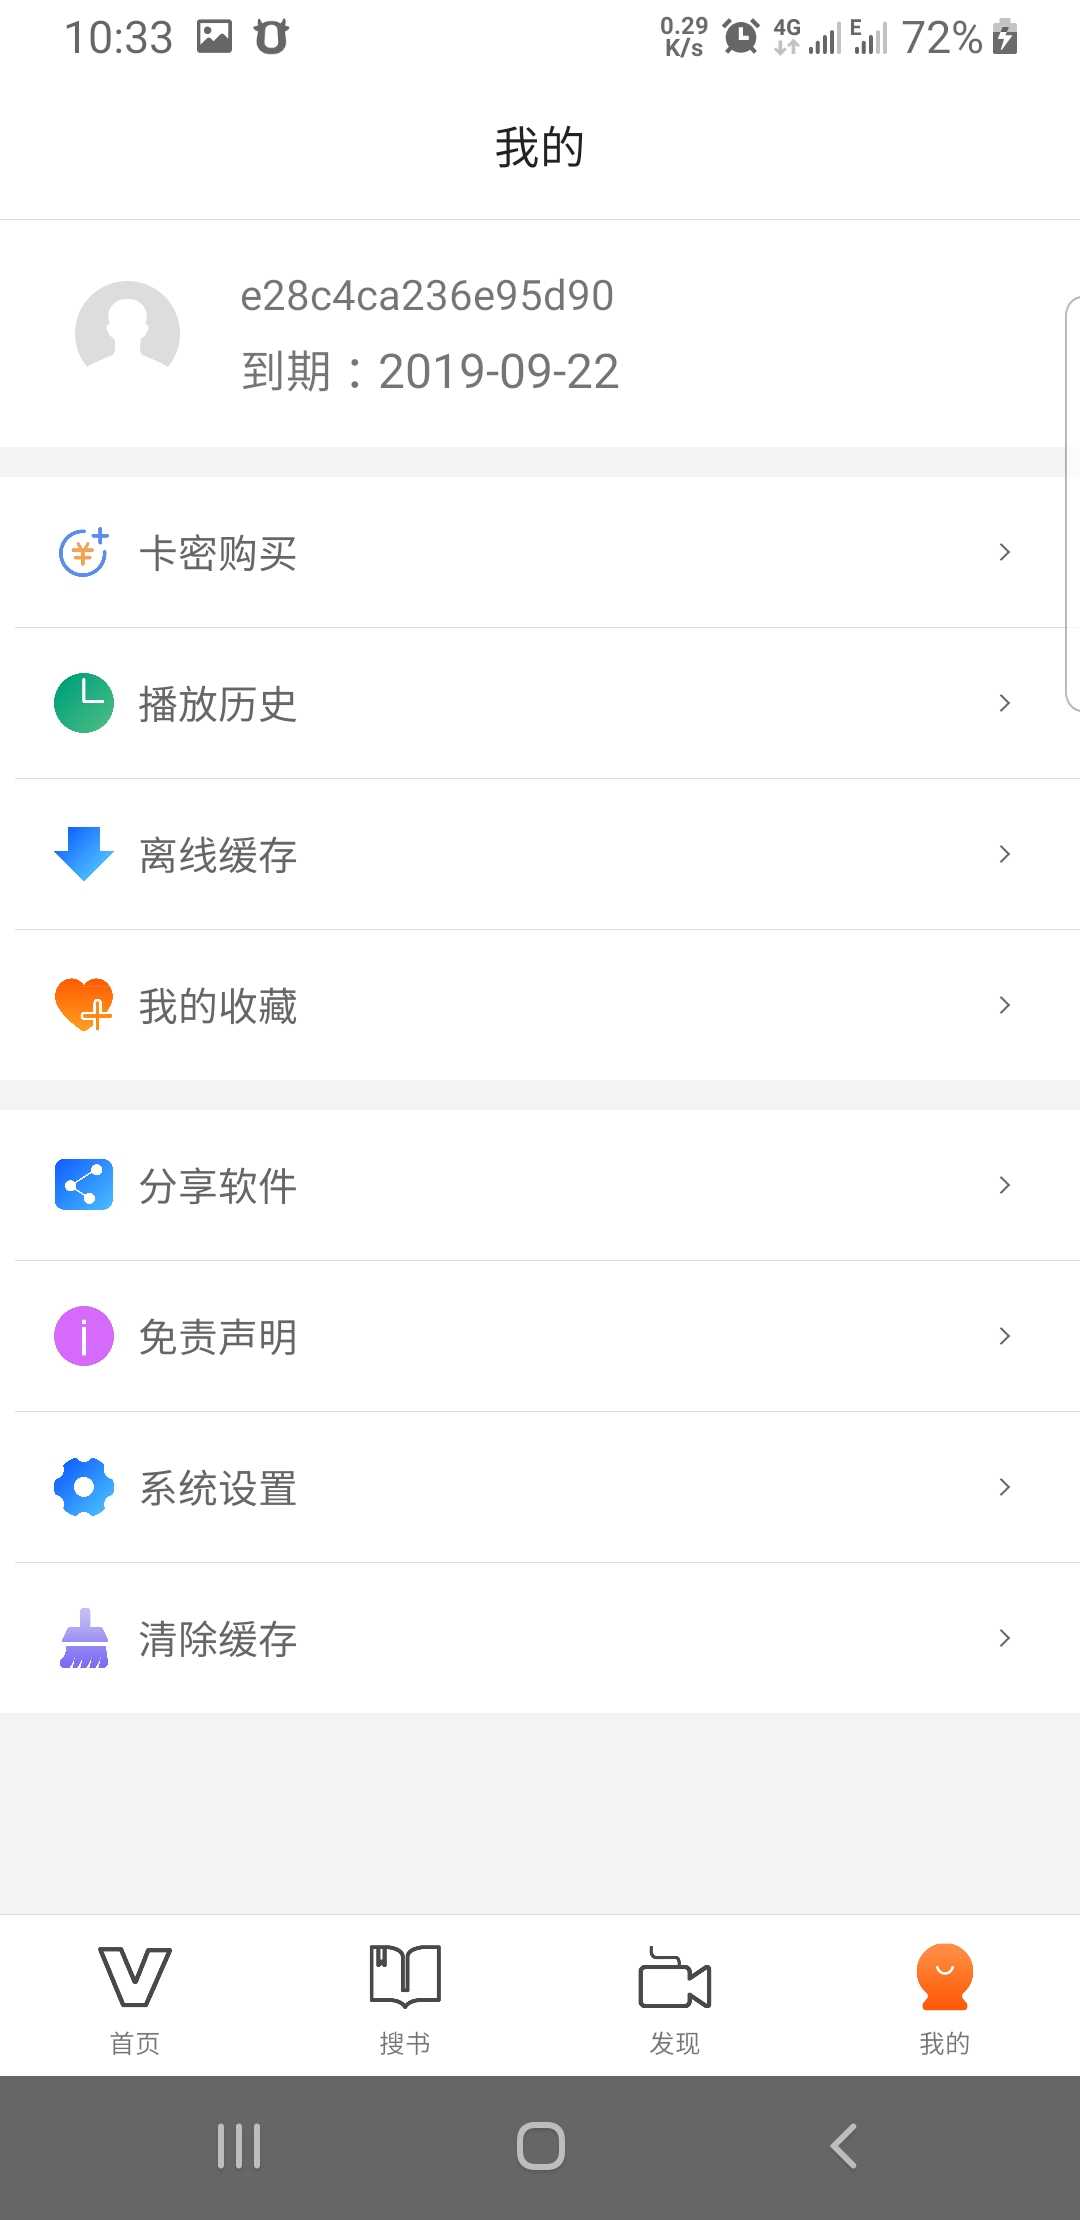 10:33
0.29 K/s 4G E 72%
我的
e28c4ca236e95d90
到期：2019-09-22
卡密购买
播放历史
离线缓存
我的收藏
分享软件
免责声明
系统设置
清除缓存
首页 搜书 发现 我的